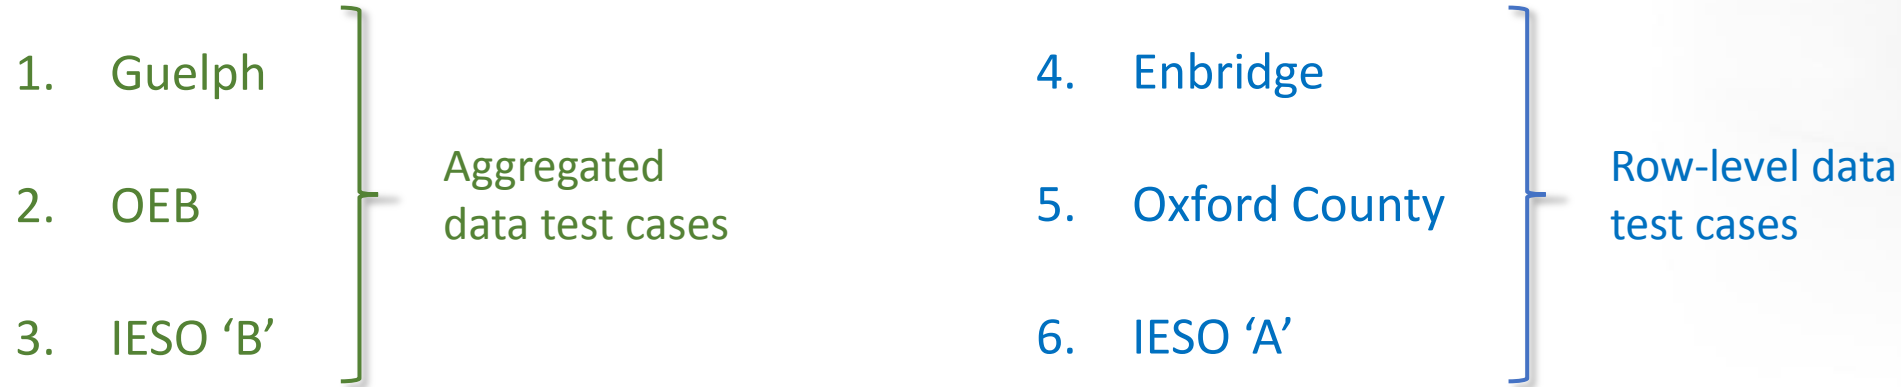 1. Guelph
2. OEB
3. IESO ‘B’
Aggregated
data test cases
4. Enbridge
5. Oxford County
6. IESO ‘A’
Row-level data
test cases